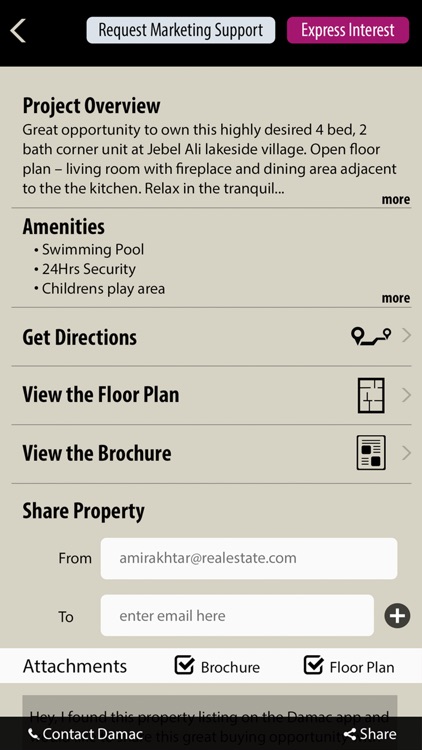 Request Marketing Support
Express Interest
Project Overview
Great opportunity to own this highly desired 4 bed, 2
bath corner unit at Jebel Ali lakeside village. Open floor
plan – living room with fireplace and dining area adjacent
to the the kitchen. Relax in the tranquil...
more
Amenities
• Swimming Pool
• 24Hrs Security
• Childrens play area
more
Get Directions
View the Floor Plan
View the Brochure
Share Property
From amirakhtar@realestate.com
To enter email here
Attachments Brochure Floor Plan
Hey, I found this property listing on the Damac app and
this great buying opportunity
Contact Damac
Share